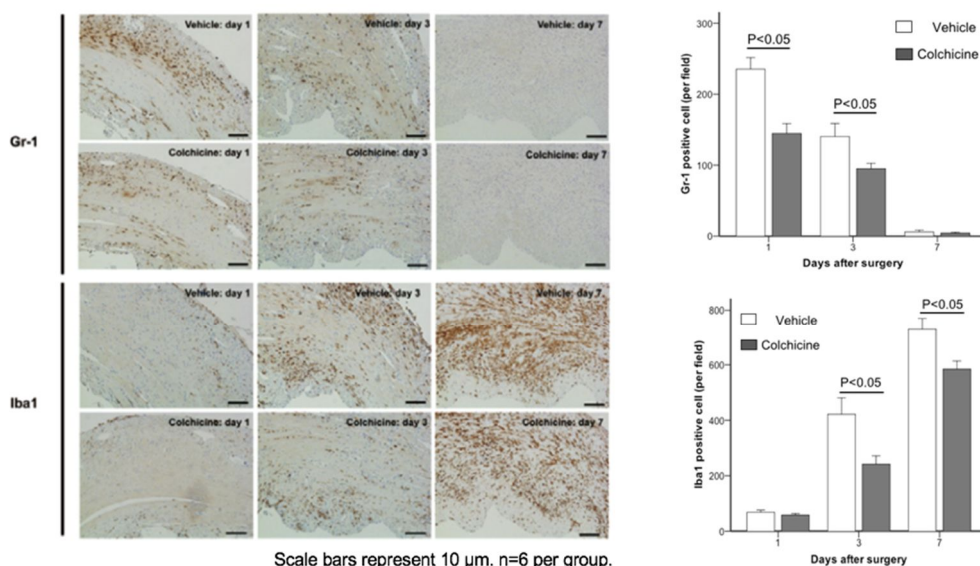 Gr-1
Vehicle: day 1
Vehicle: day 3
Vehicle: day 7
Colchicine: day 1
Colchicine: day 3
Colchicine: day 7
Iba1
Vehicle: day 1
Vehicle: day 3
Vehicle: day 7
Colchicine: day 1
Colchicine: day 3
Colchicine: day 7
Scale bars represent 10 μm. n=6 per group.
Gr-1 positive cell (per field)
300
200
100
0
P<0.05
P<0.05
Vehicle
Colchicine
1
3
7
Days after surgery
Iba1 positive cell (per field)
800
600
400
200
0
Vehicle
Colchicine
P<0.05
P<0.05
1
3
7
Days after surgery